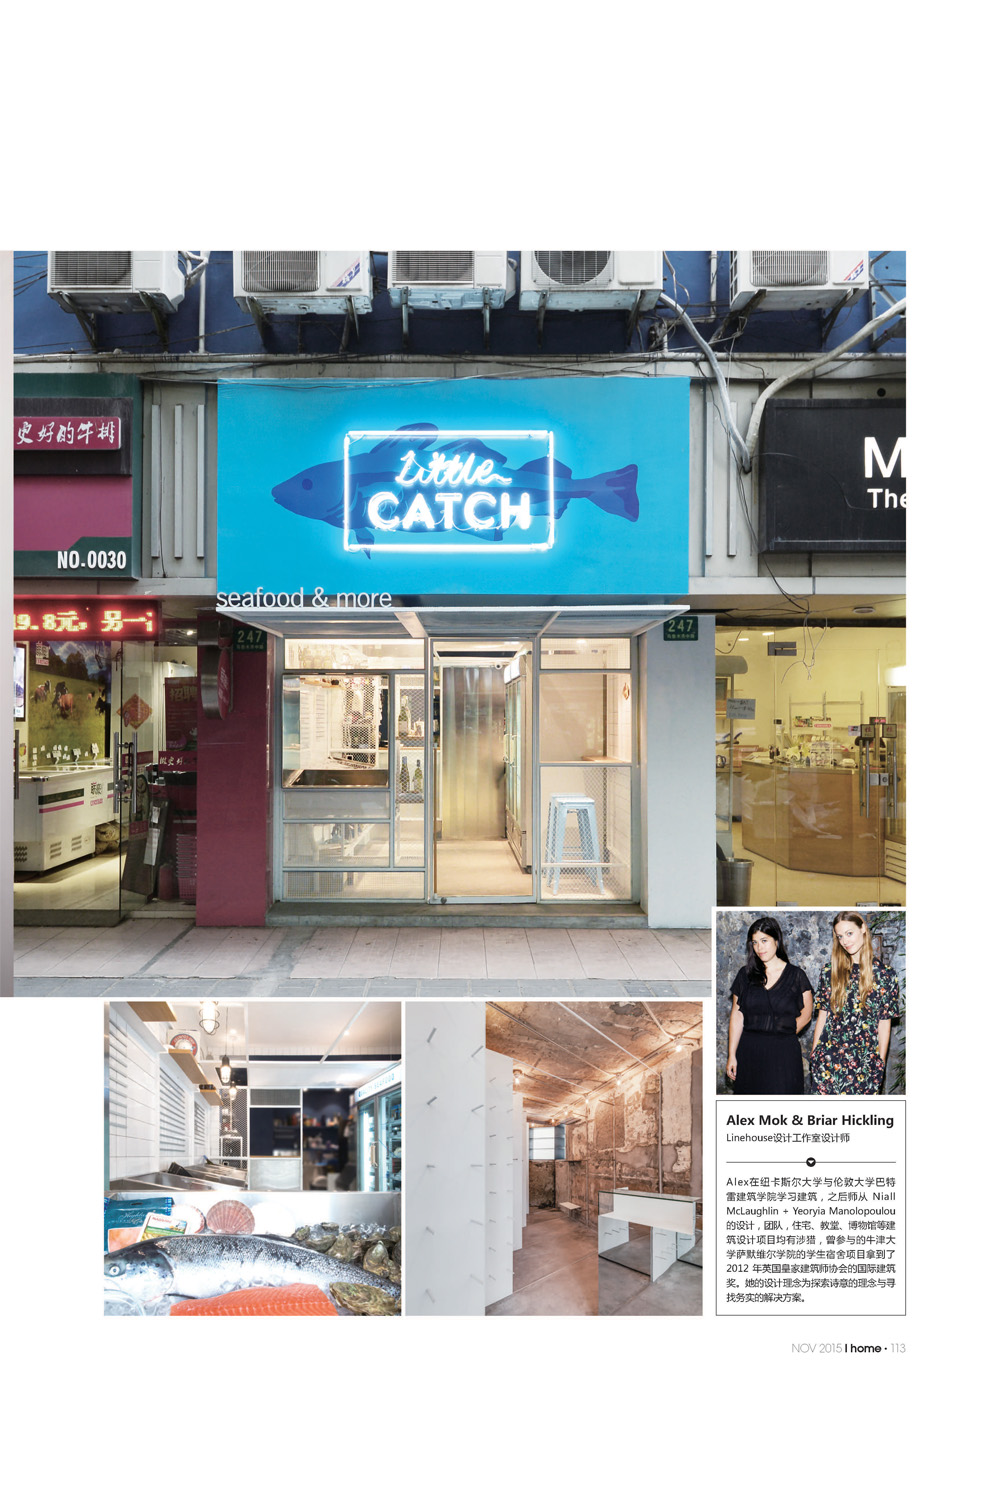 更好的牛排
NO.0030
9.8元，另一
Little
CATCH
seafood & more
247
247
M
The
Alex Mok & Briar Hickling
Linehouse设计工作室设计师
Alex在纽卡斯尔大学与伦敦大学巴特
雷建筑学院学习建筑，之后师从 Niall
McLaughlin + Yeoryia Manolopoulou
的设计，团队，住宅、教堂、博物馆等建
筑设计项目均有涉猎，曾参与的牛津大
学萨默维尔学院的学生宿舍项目拿到了
2012 年英国皇家建筑师协会的国际建筑
奖。她的设计理念为探索诗意的理念与寻
找务实的解决方案。
NOV 2015 I home · 113